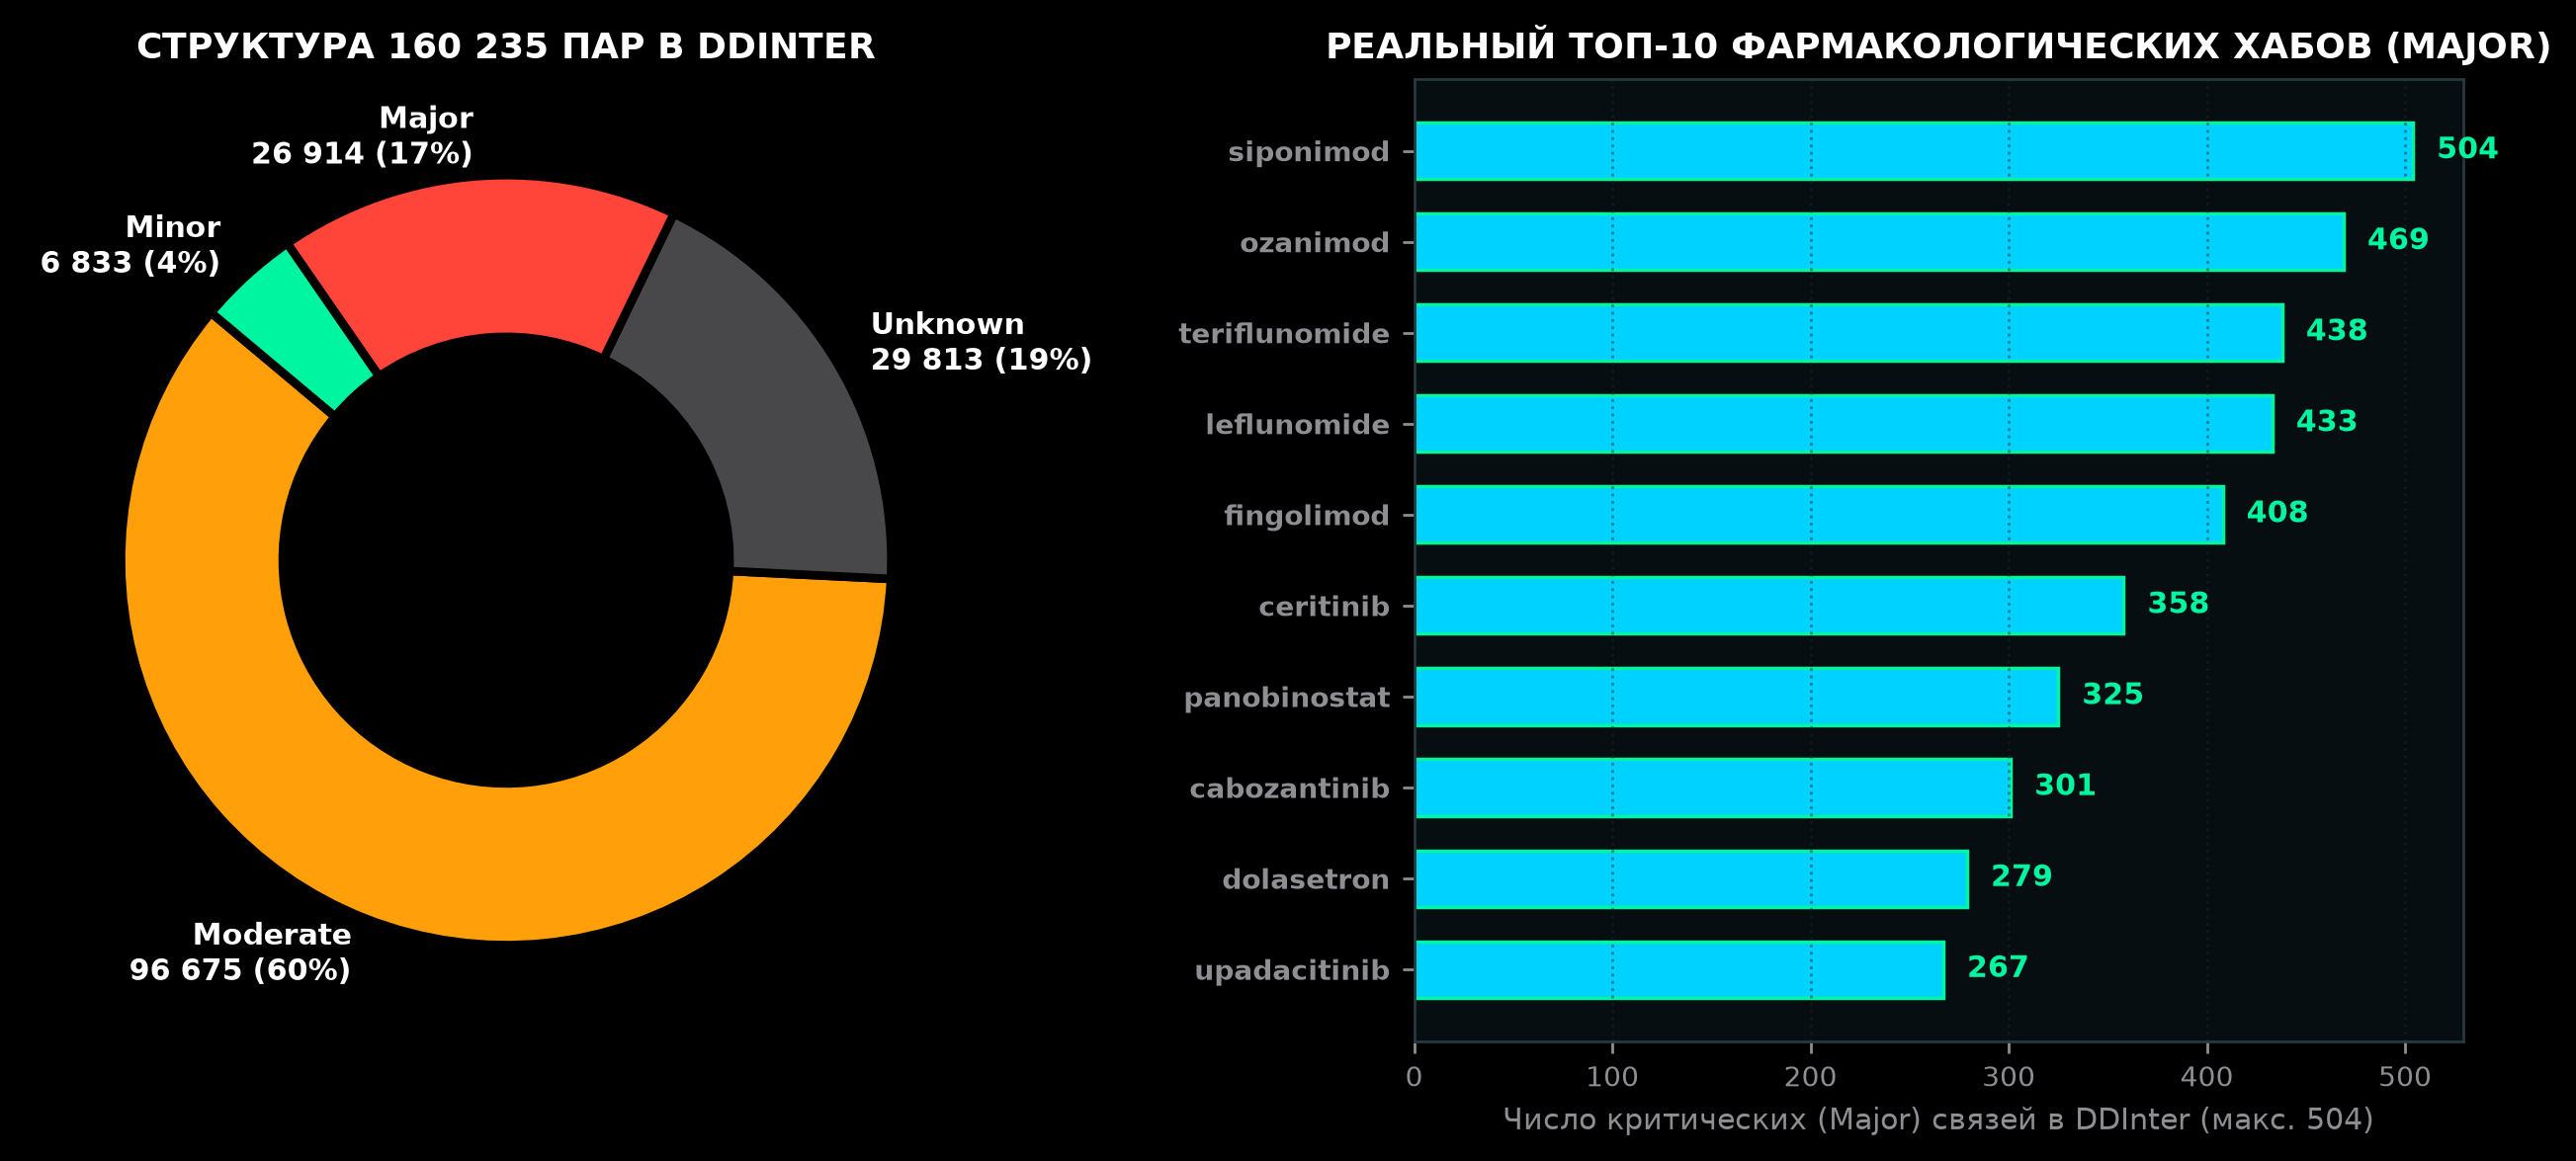 СТРУКТУРА 160 235 ПАР В DDINTER
Major
26 914 (17%)
Minor
6 833 (4%)
Unknown
29 813 (19%)
Moderate
96 675 (60%)
РЕАЛЬНЫЙ ТОП-10 ФАРМАКОЛОГИЧЕСКИХ ХАБОВ (MAJOR)
siponimod 504
ozanimod 469
teriflunomide 438
leflunomide 433
fingolimod 408
ceritinib 358
panobinostat 325
cabozantinib 301
dolasetron 279
upadacitinib 267
0 100 200 300 400 500
Число критических (Major) связей в DDInter (макс. 504)